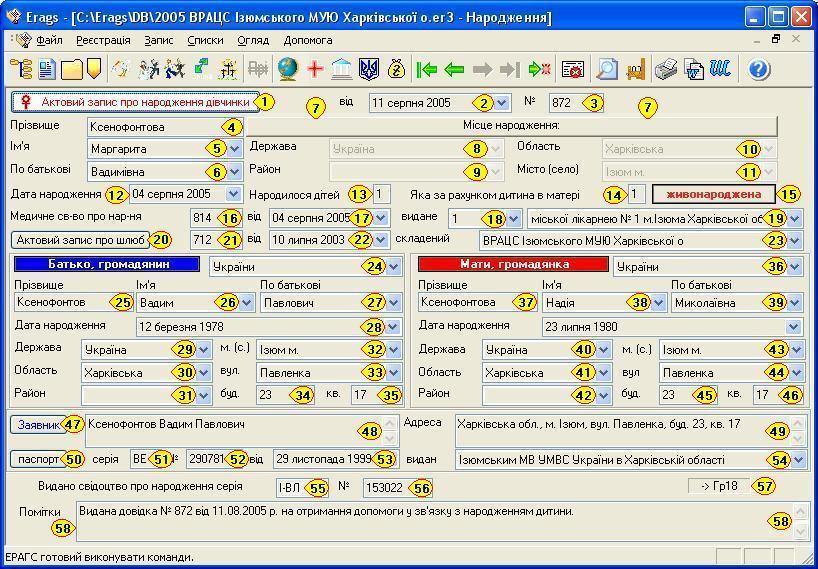 Erags - [C:\Erags\DB\2005 ВРАЦС Ізюмського МУЮ Харківської о.er3 - Народження]
Файл Реєстрація Запис Списки Огляд Допомога
Актовий запис про народження дівчинки 1 7 від 11 серпня 2005 2 № 872 3 7
Прізвище Ксенофонтова 4 Місце народження:
Ім'я Маргарита 5 Держава Україна 8 Область Харківська 10
По батькові Вадимівна 6 Район 9 Місто (село) Ізюм м. 11
Дата народження 12 04 серпня 2005 Народилося дітей 13 1 Яка за рахунком дитина в матері 14 1 живонароджена 15
Медичне св-во про нар-ня 814 16 від 04 серпня 2005 17 видане 1 18 міської лікарнею № 1 м.Ізюма Харківської об 19
Актовий запис про шлюб 20 712 21 від 10 липня 2003 22 складений ВРАЦС Ізюмського МУЮ Харківської о 23
Батько, громадянин України 24 Мати, громадянка України 36
Прізвище Ім'я По батькові Прізвище Ім'я По батькові
Ксенофонтов 25 Вадим 26 Павлович 27 Ксенофонтова 37 Надія 38 Миколаївна 39
Дата народження 12 березня 1978 28 Дата народження 23 липня 1980
Держава Україна 29 м. (с.) Ізюм м. 32 Держава Україна 40 м. (с.) Ізюм м. 43
Область Харківська 30 вул. Павленка 33 Область Харківська 41 вул Павленка 44
Район 31 буд. 23 34 кв. 17 35 Район 42 буд. 23 45 кв. 17 46
Заявник 47 Ксенофонтов Вадим Павлович 48 Адреса Харківська обл., м. Ізюм, вул. Павленка, буд. 23, кв. 17 49
паспорт 50 серія ВЕ 51 № 290781 52 від 29 листопада 1999 53 видан Ізюмським МВ УМВС України в Харківській області 54
Видано свідоцтво про народження серія І-ВЛ 55 № 153022 56 -> Гр18 57
Помітки 58 Видана довідка № 872 від 11.08.2005 р. на отримання допомоги у зв'язку з народженням дитини. 58
ЕРАГС готовий виконувати команди.